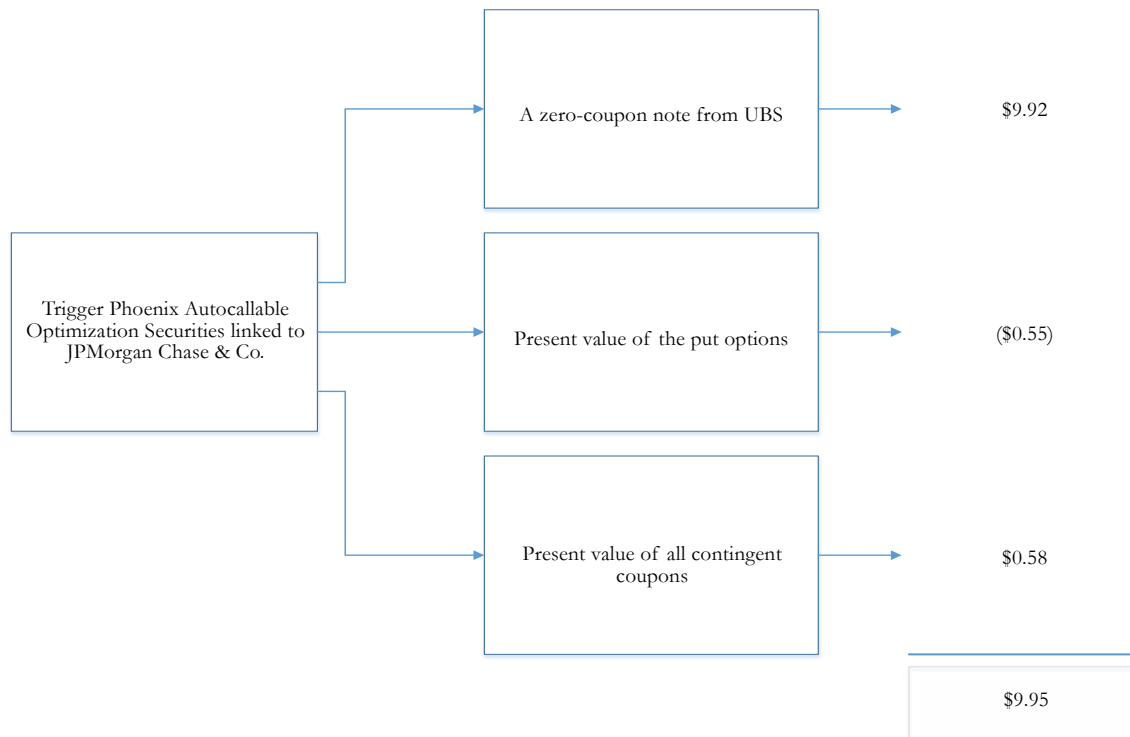 A zero-coupon note from UBS
$9.92
Trigger Phoenix Autocallable
Optimization Securities linked to
JPMorgan Chase & Co.
Present value of the put options
($0.55)
Present value of all contingent
coupons
$0.58
$9.95